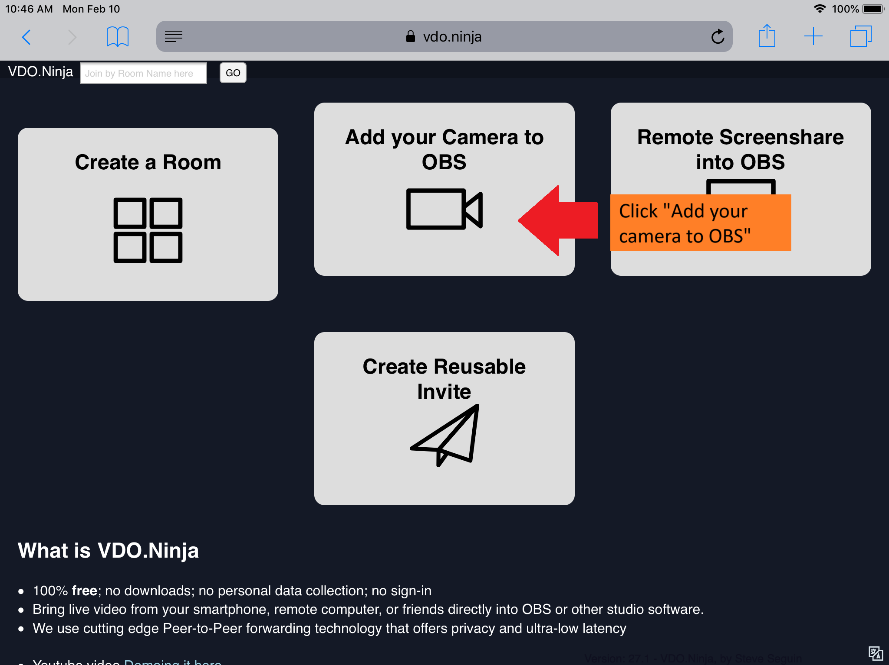 10:46 AM Mon Feb 10
100%
vdo.ninja
VDO.Ninja Join by Room Name here GO
Create a Room
Add your Camera to
OBS
Remote Screenshare
into OBS
Click "Add your
camera to OBS"
Create Reusable
Invite
What is VDO.Ninja
100% free; no downloads; no personal data collection; no sign-in
Bring live video from your smartphone, remote computer, or friends directly into OBS or other studio software.
We use cutting edge Peer-to-Peer forwarding technology that offers privacy and ultra-low latency
Youtube video Demoing it here